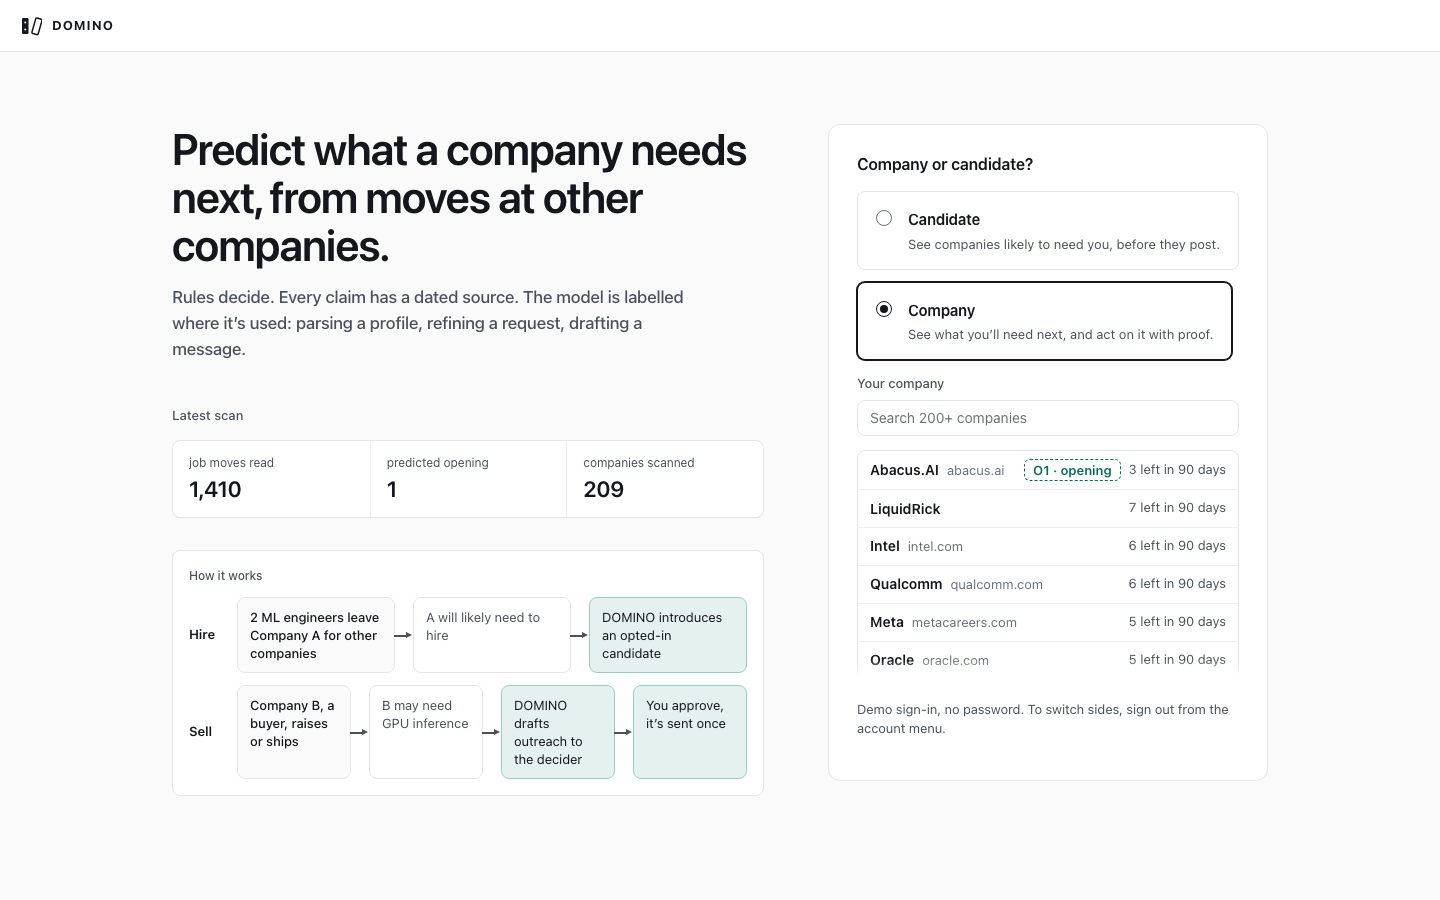 DOMINO
Predict what a company needs
next, from moves at other
companies.
Rules decide. Every claim has a dated source. The model is labelled
where it’s used: parsing a profile, refining a request, drafting a
message.
Latest scan
job moves read
1,410
predicted opening
1
companies scanned
209
How it works
Hire
2 ML engineers leave
Company A for other
companies
A will likely need to
hire
DOMINO introduces
an opted-in
candidate
Sell
Company B, a
buyer, raises
or ships
B may need
GPU inference
DOMINO
drafts
outreach to
the decider
You approve,
it’s sent once
Company or candidate?
Candidate
See companies likely to need you, before they post.
Company
See what you’ll need next, and act on it with proof.
Your company
Search 200+ companies
Abacus.AI abacus.ai O1 · opening 3 left in 90 days
LiquidRick 7 left in 90 days
Intel intel.com 6 left in 90 days
Qualcomm qualcomm.com 6 left in 90 days
Meta metacareers.com 5 left in 90 days
Oracle oracle.com 5 left in 90 days
Demo sign-in, no password. To switch sides, sign out from the
account menu.